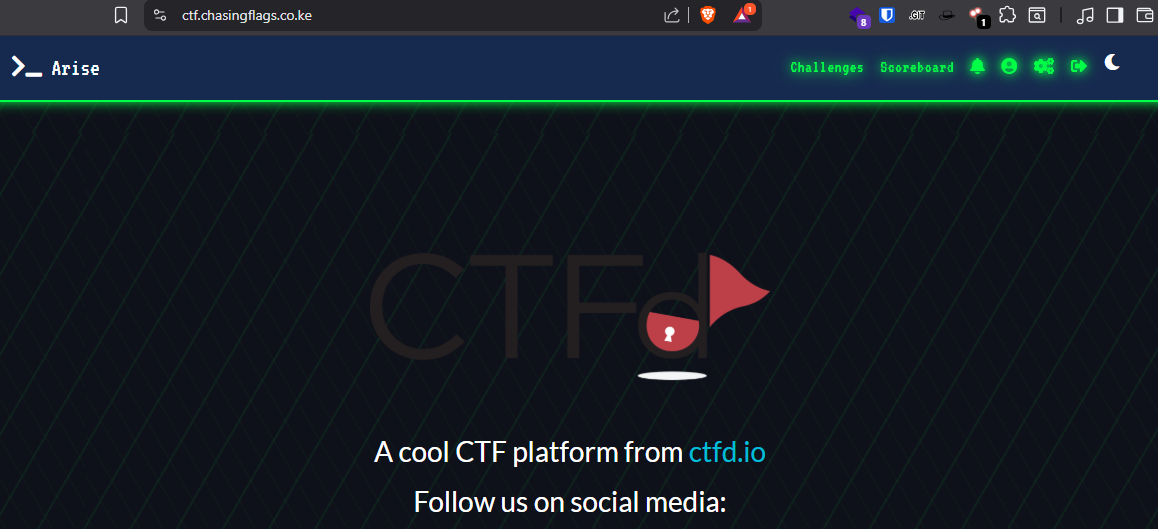 ctf.chasingflags.co.ke
1
8
.GIT
1
Arise
Challenges
Scoreboard
CTFd
A cool CTF platform from ctfd.io
Follow us on social media: